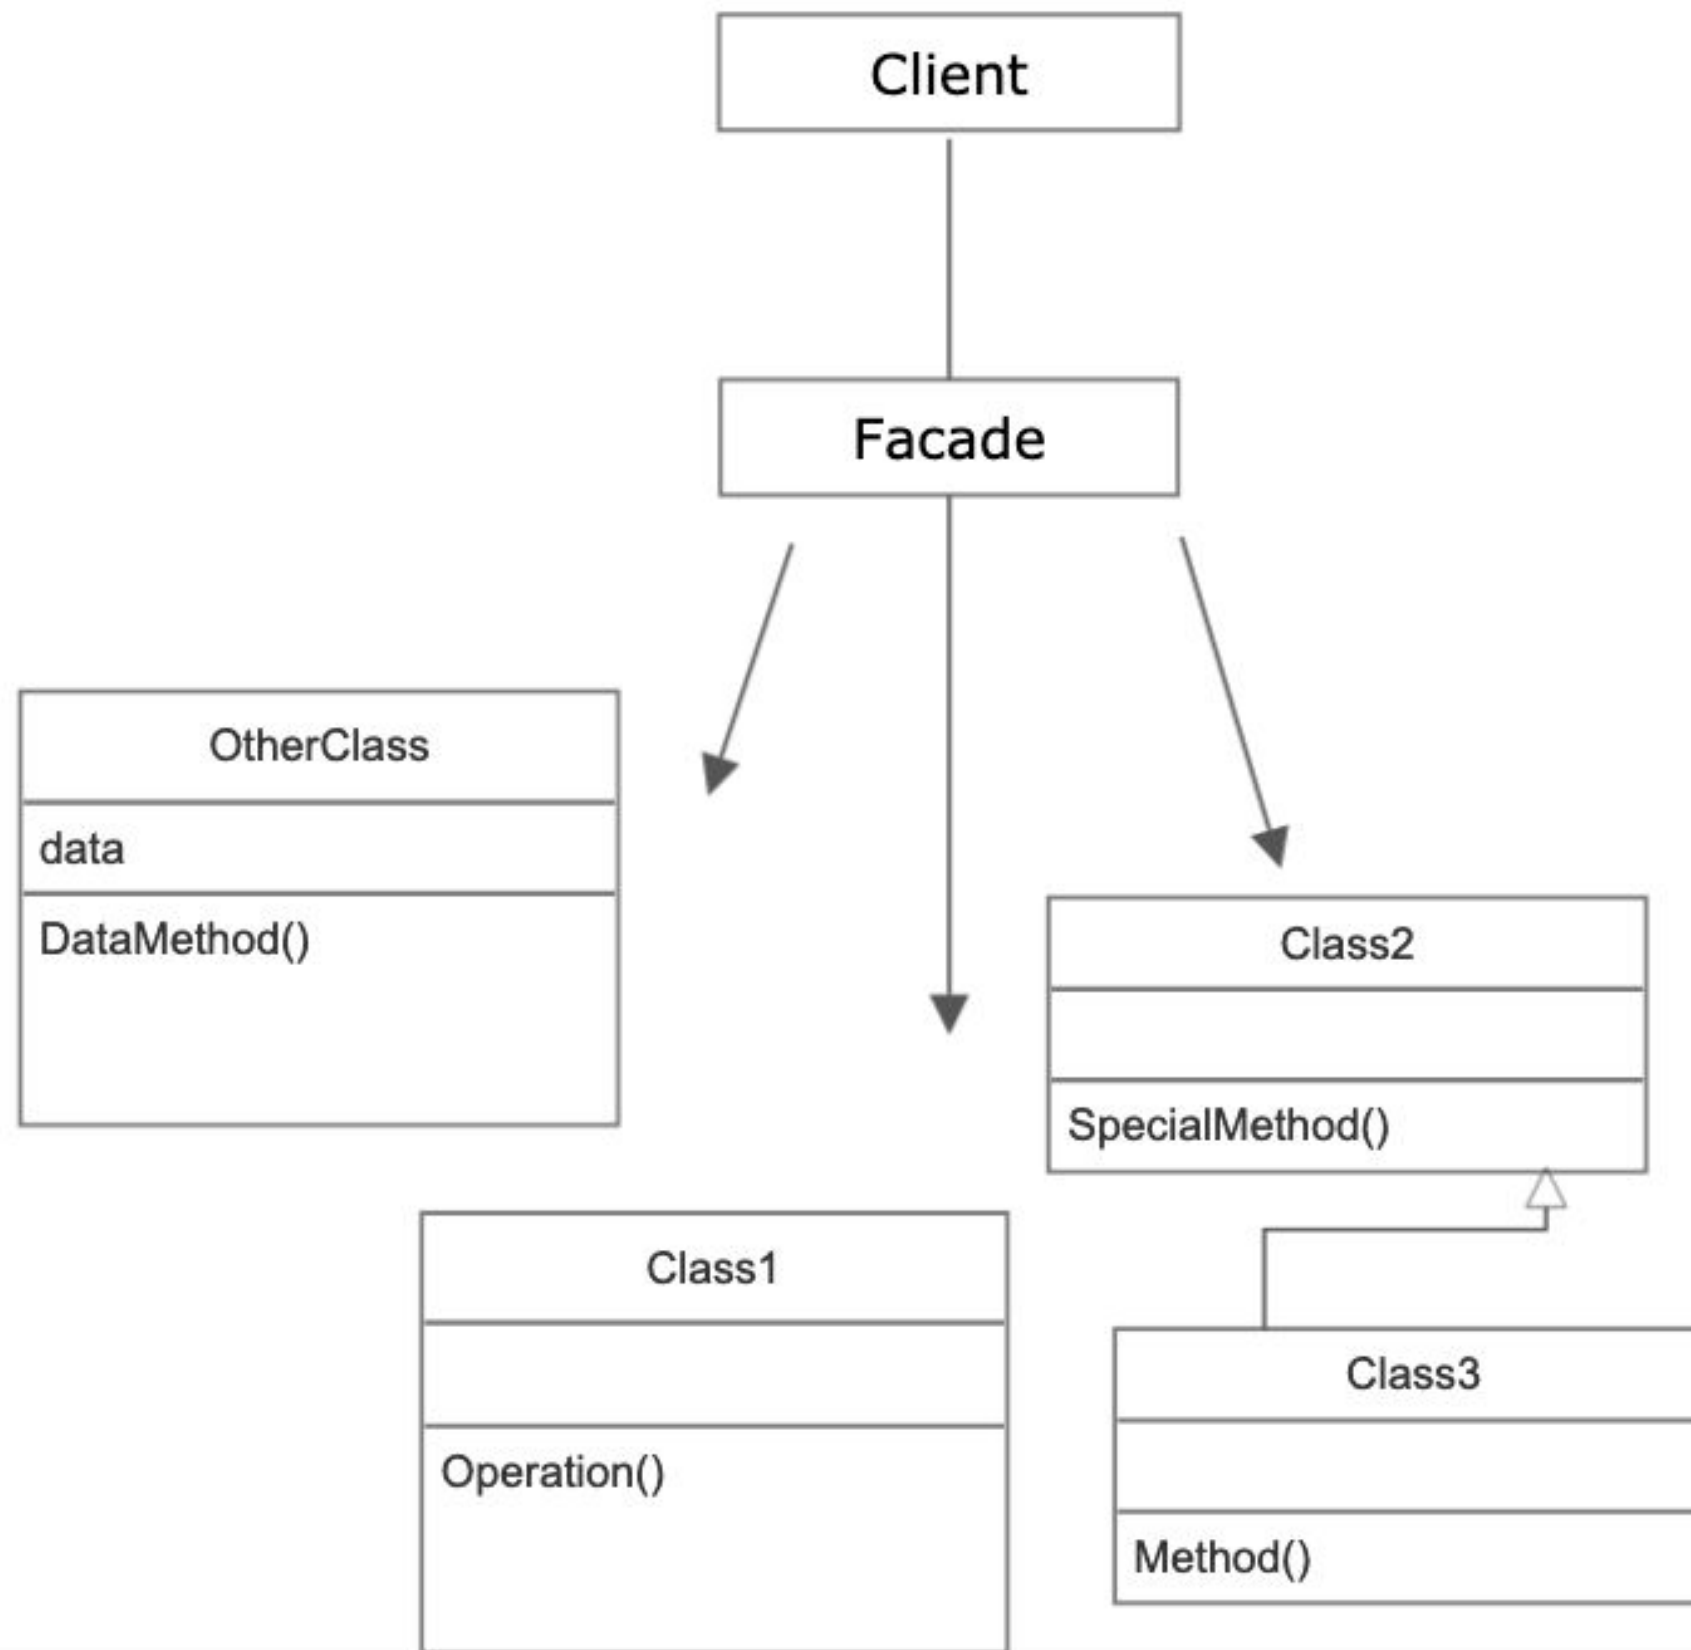 Client
Facade
OtherClass
data
DataMethod()
Class2
SpecialMethod()
Class1
Operation()
Class3
Method()